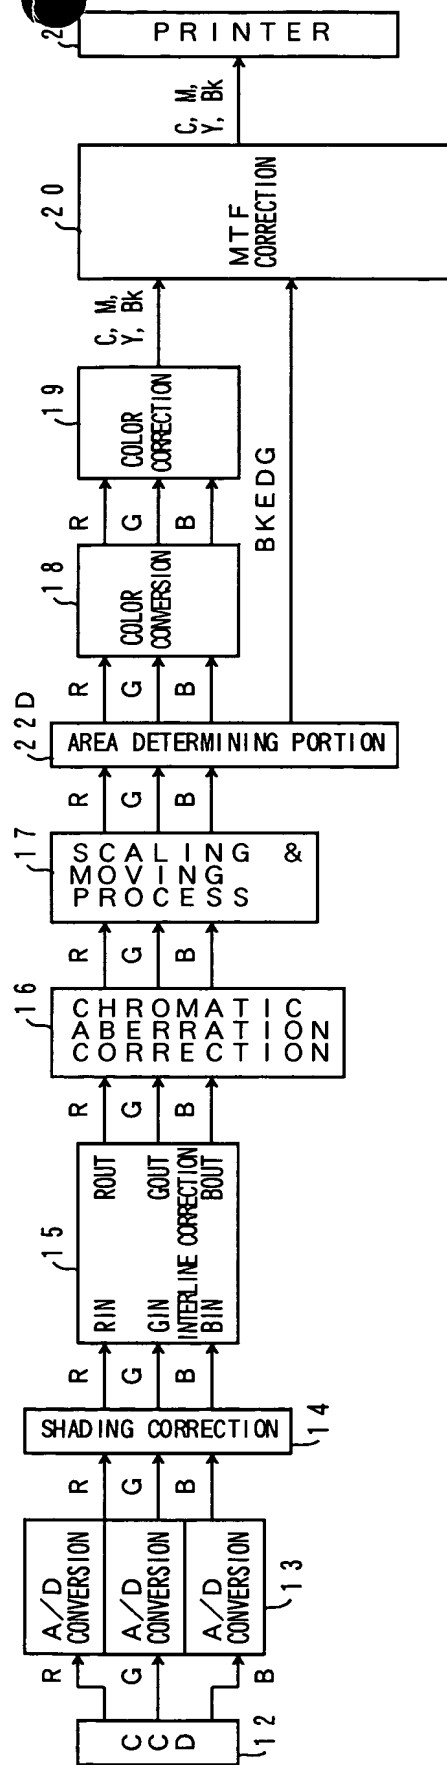 CCD
12
R
G
B
A/D
CONVERSION
A/D
CONVERSION
A/D
CONVERSION
13
R
G
B
SHADING CORRECTION
14
R
G
B
15
RIN
ROUT
GIN
GOUT
INTERLINE CORRECTION
BIN
BOUT
R
G
B
16
CHROMATIC
ABERRATION
CORRECTION
R
G
B
17
SCALING &
MOVING
PROCESS
R
G
B
22D
AREA DETERMINING PORTION
R
G
B
18
COLOR
CONVERSION
R
G
B
19
COLOR
CORRECTION
C, M,
Y, Bk
BKEDG
20
MTF
CORRECTION
C, M,
Y, Bk
2
PRINTER